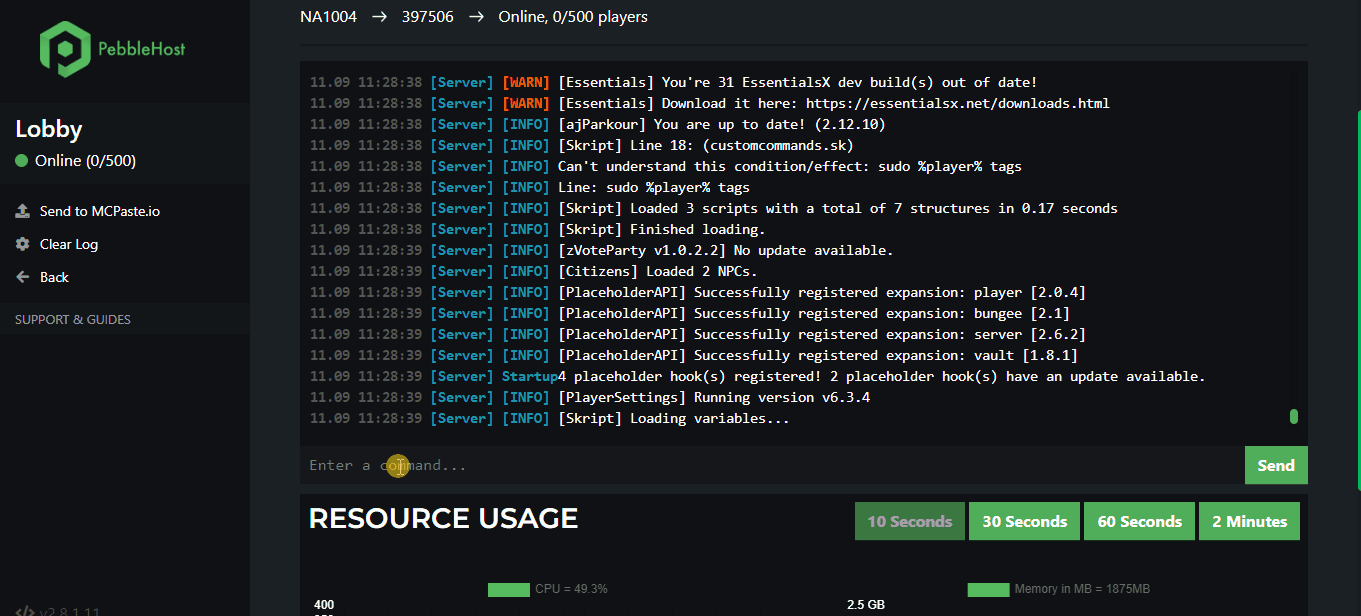 PebbleHost
Lobby
Online (0/500)
Send to MCPaste.io
Clear Log
Back
SUPPORT & GUIDES
v2.8.1.11
NA1004 → 397506 → Online, 0/500 players
11.09 11:28:38 [Server] [WARN] [Essentials] You're 31 EssentialsX dev build(s) out of date!
11.09 11:28:38 [Server] [WARN] [Essentials] Download it here: https://essentialsx.net/downloads.html
11.09 11:28:38 [Server] [INFO] [ajParkour] You are up to date! (2.12.10)
11.09 11:28:38 [Server] [INFO] [Skript] Line 18: (customcommands.sk)
11.09 11:28:38 [Server] [INFO] Can't understand this condition/effect: sudo %player% tags
11.09 11:28:38 [Server] [INFO] Line: sudo %player% tags
11.09 11:28:38 [Server] [INFO] [Skript] Loaded 3 scripts with a total of 7 structures in 0.17 seconds
11.09 11:28:38 [Server] [INFO] [Skript] Finished loading.
11.09 11:28:39 [Server] [INFO] [zVoteParty v1.0.2.2] No update available.
11.09 11:28:39 [Server] [INFO] [Citizens] Loaded 2 NPCs.
11.09 11:28:39 [Server] [INFO] [PlaceholderAPI] Successfully registered expansion: player [2.0.4]
11.09 11:28:39 [Server] [INFO] [PlaceholderAPI] Successfully registered expansion: bungee [2.1]
11.09 11:28:39 [Server] [INFO] [PlaceholderAPI] Successfully registered expansion: server [2.6.2]
11.09 11:28:39 [Server] [INFO] [PlaceholderAPI] Successfully registered expansion: vault [1.8.1]
11.09 11:28:39 [Server] Startup4 placeholder hook(s) registered! 2 placeholder hook(s) have an update available.
11.09 11:28:39 [Server] [INFO] [PlayerSettings] Running version v6.3.4
11.09 11:28:39 [Server] [INFO] [Skript] Loading variables...
Enter a command...
Send
RESOURCE USAGE
10 Seconds
30 Seconds
60 Seconds
2 Minutes
CPU = 49.3%
Memory in MB = 1875MB
400
2.5 GB